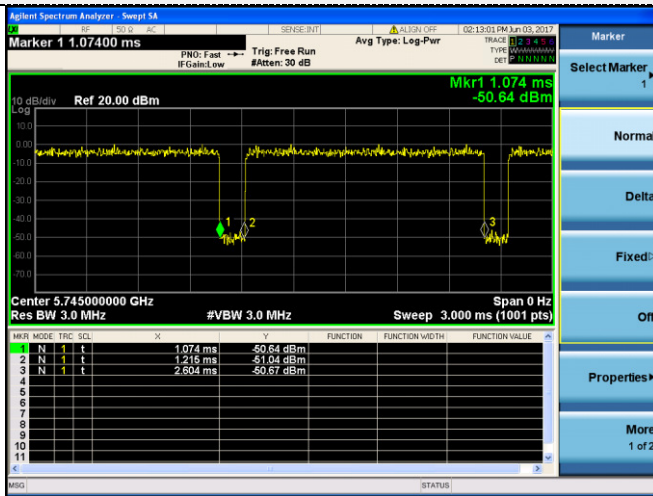 Agilent Spectrum Analyzer - Swept SA
RF 50 Ω AC SENSE:INT ALIGN OFF 02:13:01 PM Jun 03, 2017
Marker 1 1.07400 ms Avg Type: Log-Pwr TRACE 1 2 3 4 5 6
PNO: Fast Trig: Free Run TYPE
IFGain:Low #Atten: 30 dB DET P N N N N N
Mkr1 1.074 ms
-50.64 dBm
10 dB/div Ref 20.00 dBm
Log
10.0
0.00
-10.0
-20.0
-30.0
-40.0
1 2 3
-50.0
-60.0
-70.0
Center 5.745000000 GHz Span 0 Hz
Res BW 3.0 MHz #VBW 3.0 MHz Sweep 3.000 ms (1001 pts)
MKR MODE TRC SCL X Y FUNCTION FUNCTION WIDTH FUNCTION VALUE
1 N 1 t 1.074 ms -50.64 dBm
2 N 1 t 1.215 ms -51.04 dBm
3 N 1 t 2.604 ms -50.67 dBm
4
5
6
7
8
9
10
11
MSG STATUS
Marker
Select Marker
1
Normal
Delta
Fixed
Off
Properties
More
1 of 2